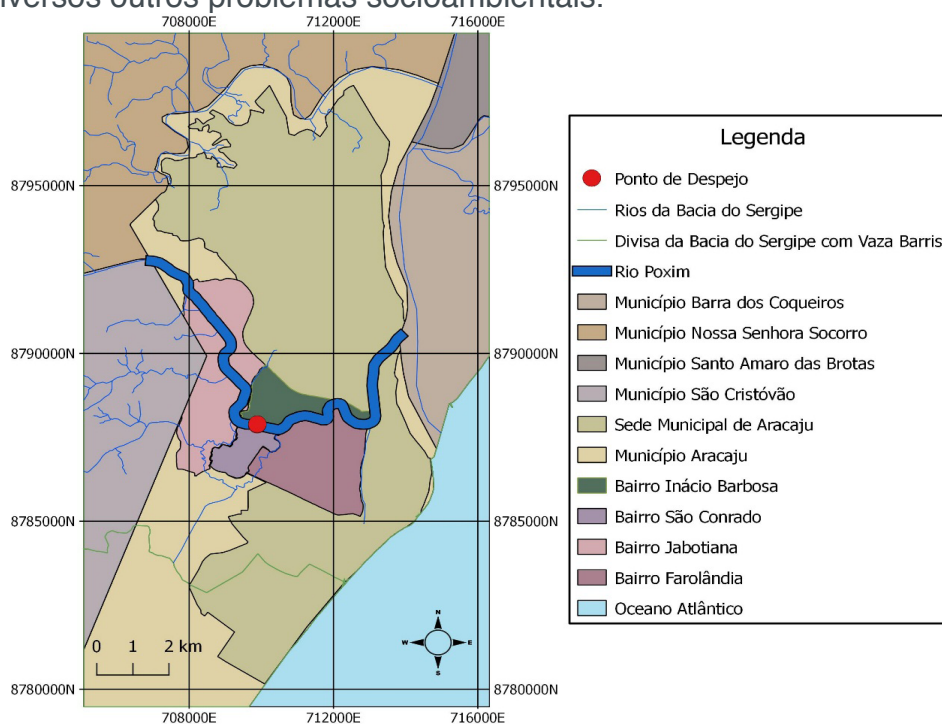 iversos outros problemas socioambientais.
708000E 712000E 716000E
8795000N 8795000N
8790000N 8790000N
8785000N 8785000N
8780000N 8780000N
708000E 712000E 716000E
0 1 2 km
N
W E
S
Legenda
Ponto de Despejo
Rios da Bacia do Sergipe
Divisa da Bacia do Sergipe com Vaza Barris
Rio Poxim
Município Barra dos Coqueiros
Município Nossa Senhora Socorro
Município Santo Amaro das Brotas
Município São Cristóvão
Sede Municipal de Aracaju
Município Aracaju
Bairro Inácio Barbosa
Bairro São Conrado
Bairro Jabotiana
Bairro Farolândia
Oceano Atlântico